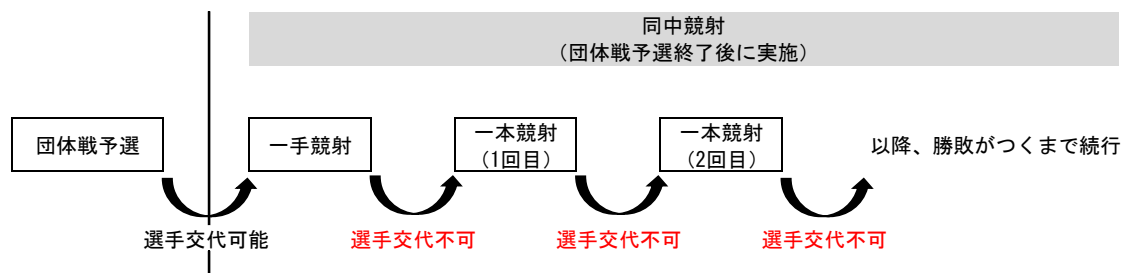 同中競射
（団体戦予選終了後に実施）
団体戦予選
一手競射
一本競射
（1回目）
一本競射
（2回目）
以降、勝敗がつくまで続行
選手交代可能
選手交代不可
選手交代不可
選手交代不可